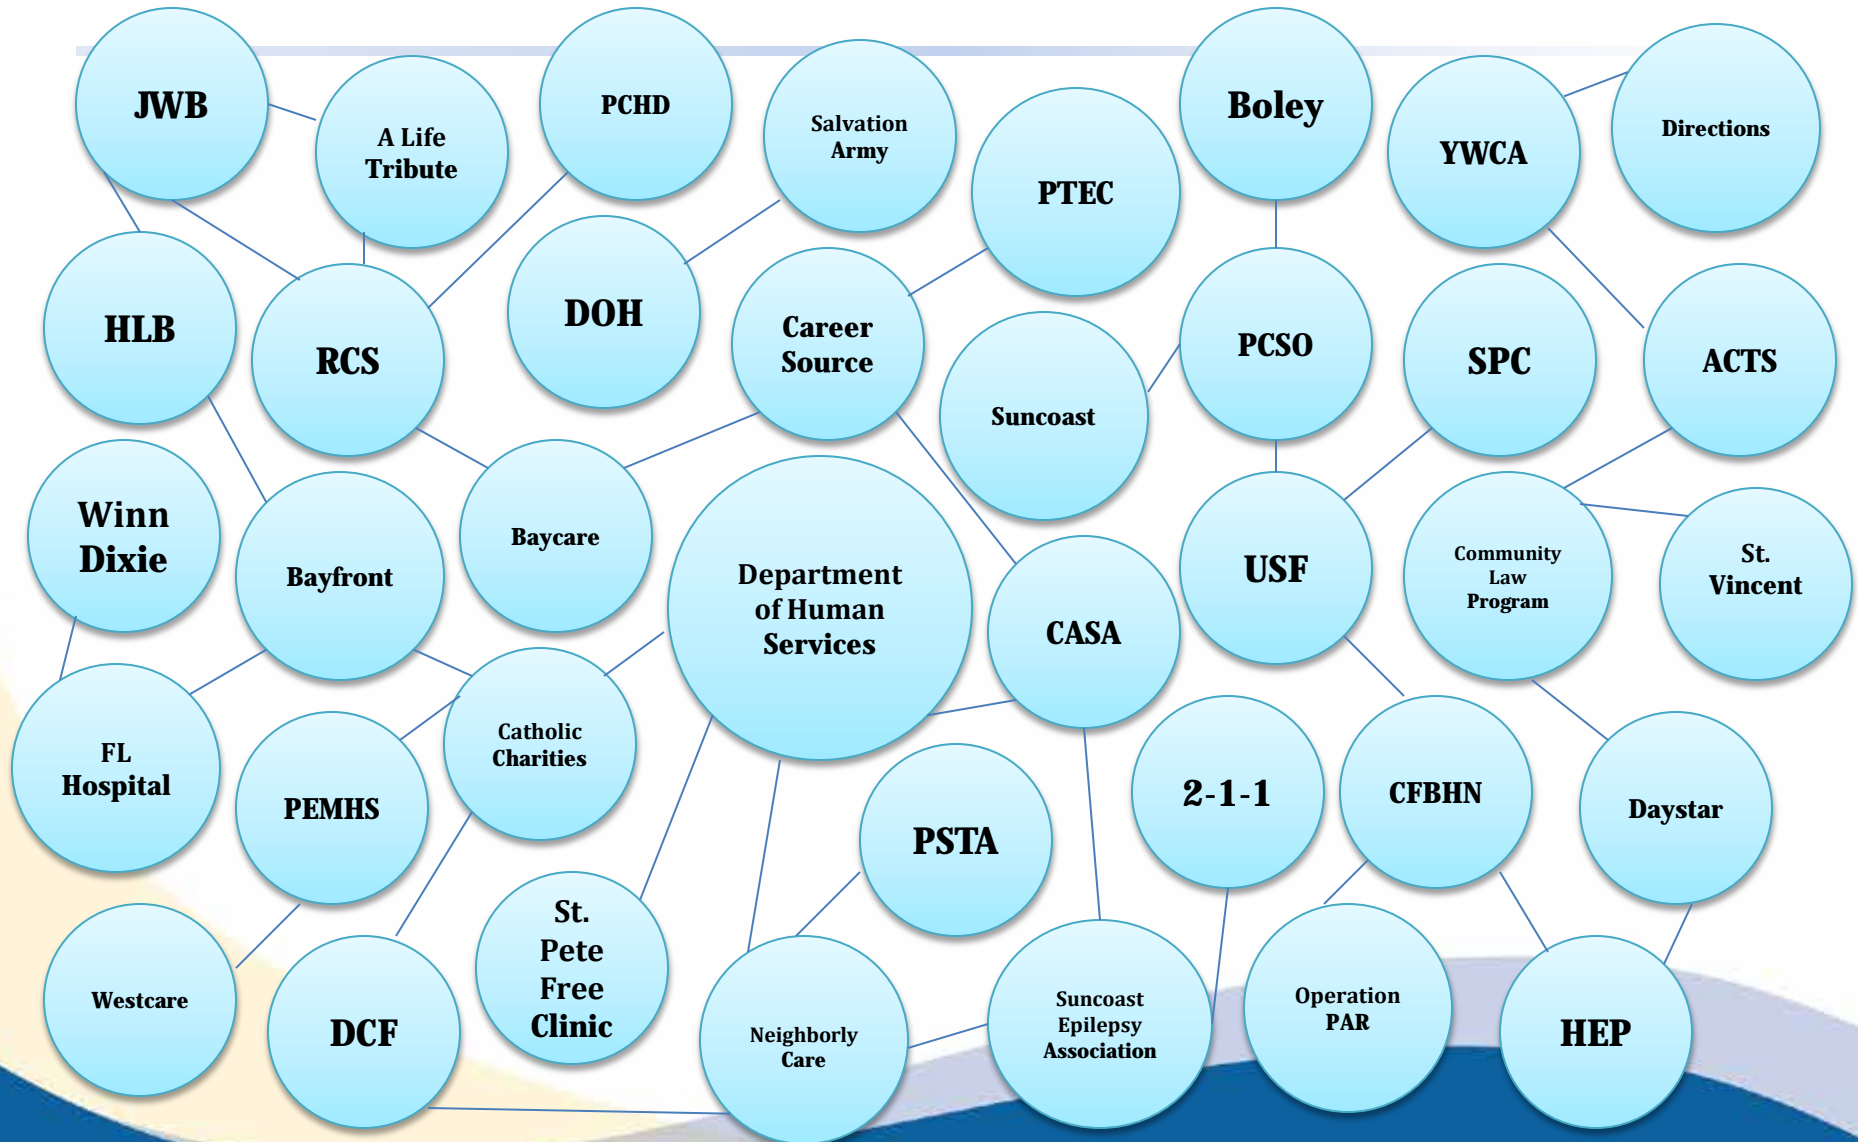 JWB
A Life
Tribute
PCHD
Salvation
Army
PTEC
Boley
YWCA
Directions
HLB
RCS
DOH
Career
Source
Suncoast
PCSO
SPC
ACTS
Winn
Dixie
Bayfront
Baycare
Department
of Human
Services
CASA
USF
Community
Law
Program
St.
Vincent
FL
Hospital
PEMHS
Catholic
Charities
PSTA
2-1-1
CFBHN
Daystar
Westcare
DCF
St.
Pete
Free
Clinic
Neighborly
Care
Suncoast
Epilepsy
Association
Operation
PAR
HEP